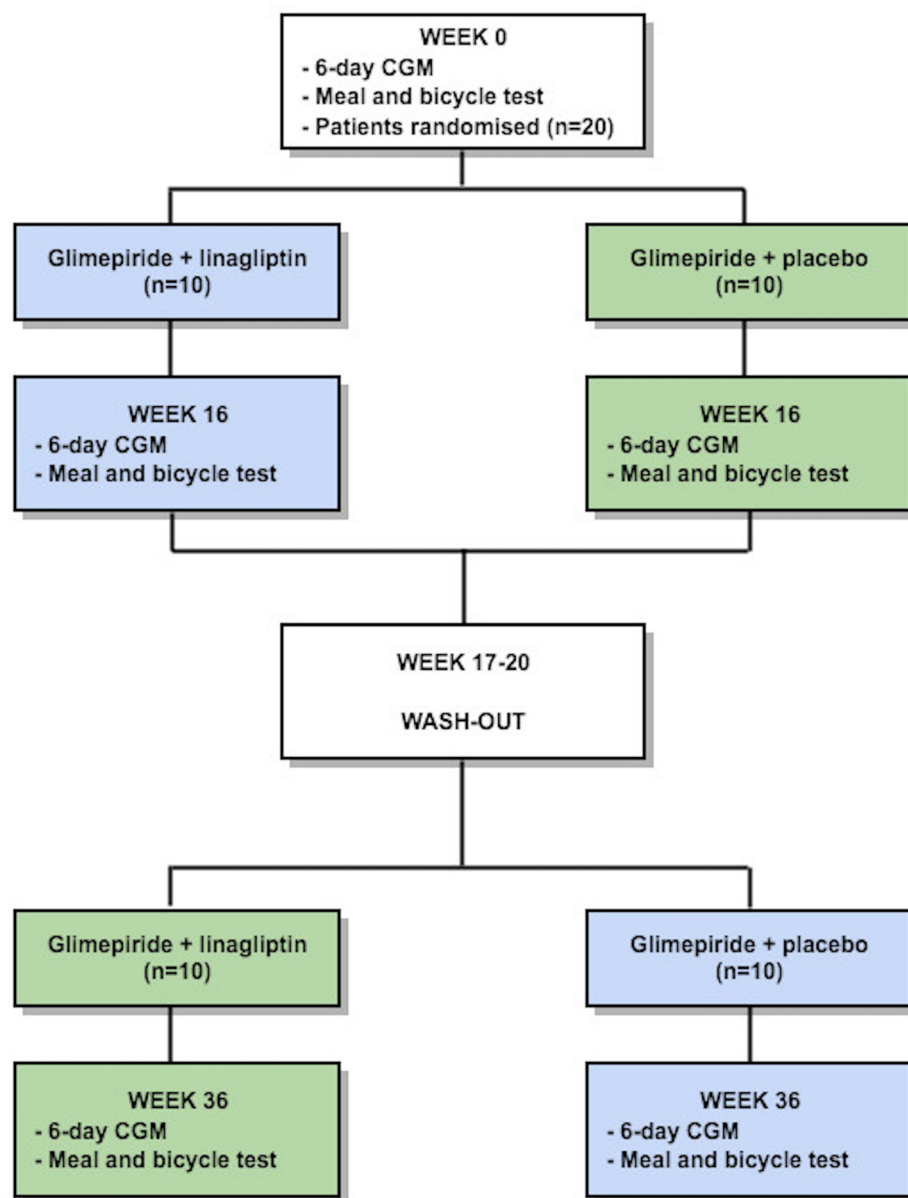 WEEK 0
- 6-day CGM
- Meal and bicycle test
- Patients randomised (n=20)
Glimepiride + linagliptin
(n=10)
Glimepiride + placebo
(n=10)
WEEK 16
- 6-day CGM
- Meal and bicycle test
WEEK 16
- 6-day CGM
- Meal and bicycle test
WEEK 17-20
WASH-OUT
Glimepiride + linagliptin
(n=10)
Glimepiride + placebo
(n=10)
WEEK 36
- 6-day CGM
- Meal and bicycle test
WEEK 36
- 6-day CGM
- Meal and bicycle test